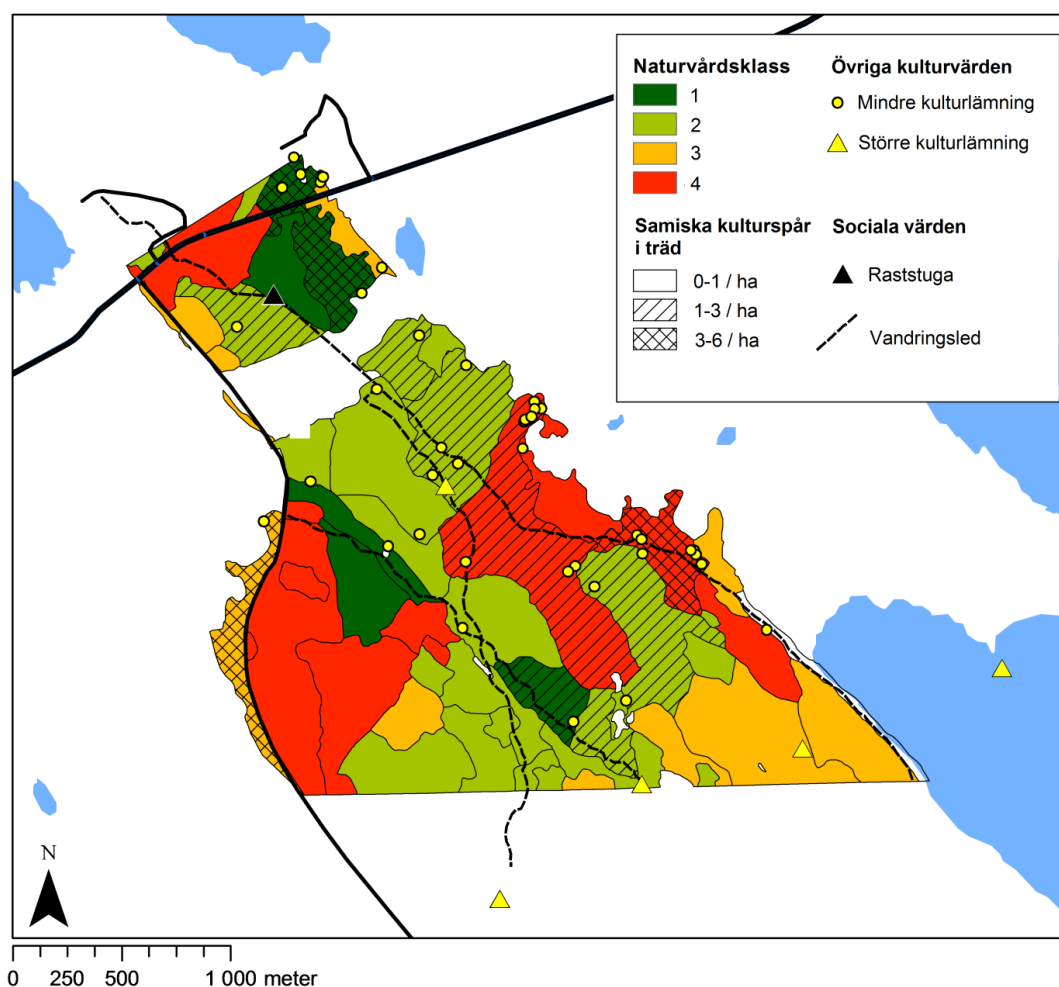 Naturvårdsklass
1
2
3
4
Samiska kulturspår
i träd
0-1 / ha
1-3 / ha
3-6 / ha
Övriga kulturvärden
Mindre kulturlämning
Större kulturlämning
Sociala värden
Raststuga
Vandringsled
N
0 250 500 1 000 meter